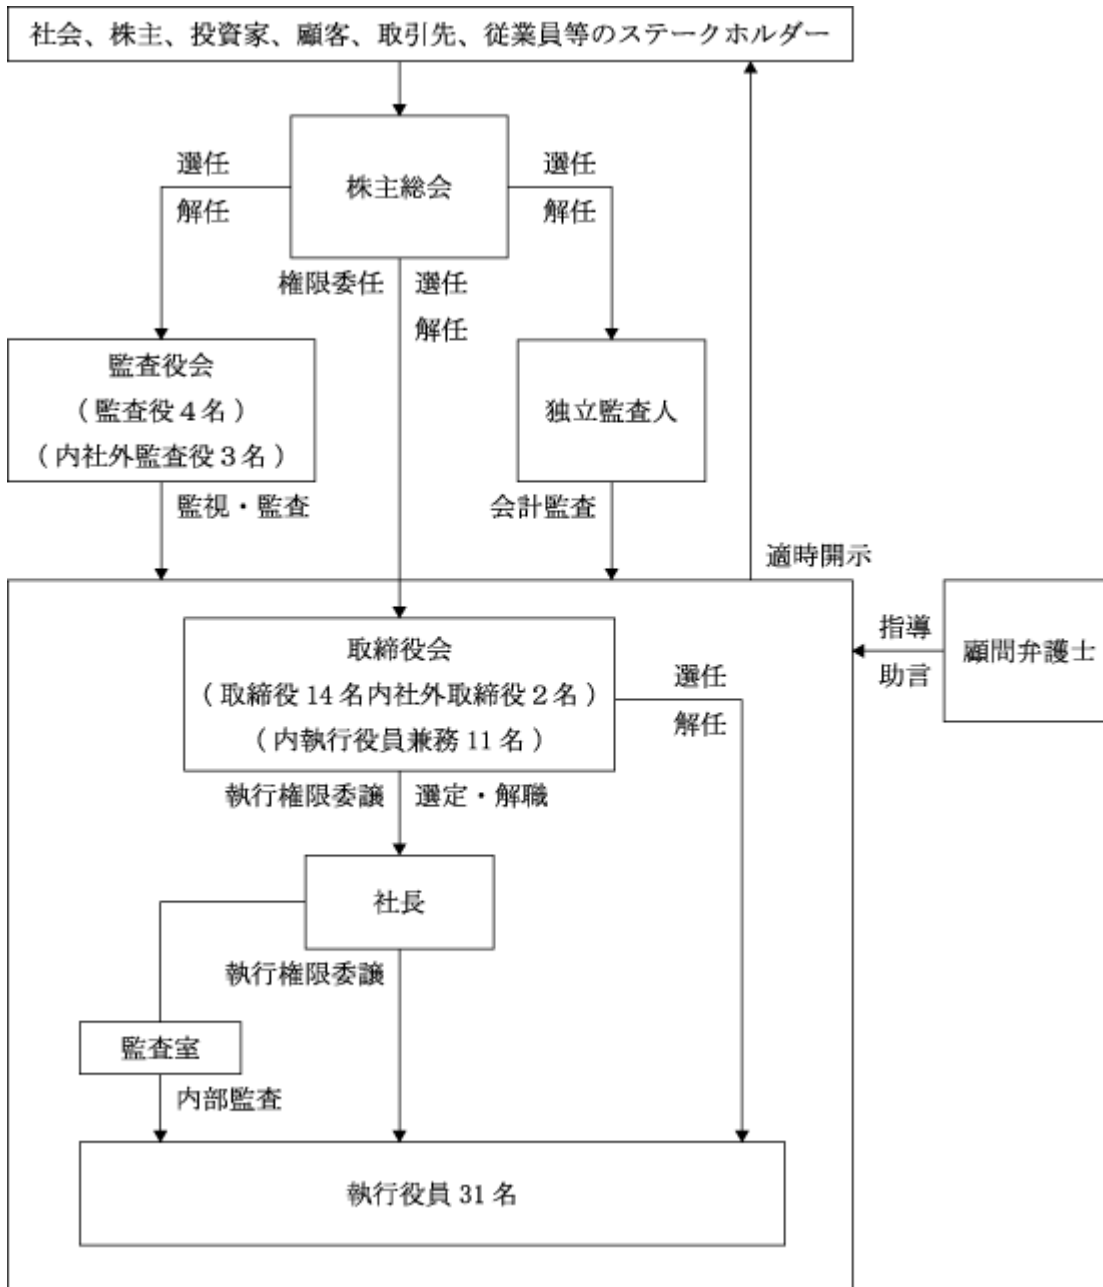 社会、株主、投資家、顧客、取引先、従業員等のステークホルダー
選任
解任
株主総会
選任
解任
権限委任
選任
解任
監査役会
(監査役4名)
(内社外監査役3名)
独立監査人
監視・監査
会計監査
適時開示
取締役会
(取締役14名内社外取締役2名)
(内執行役員兼務11名)
選任
解任
指導
助言
顧問弁護士
執行権限委譲
選定・解職
社長
執行権限委譲
監査室
内部監査
執行役員31名